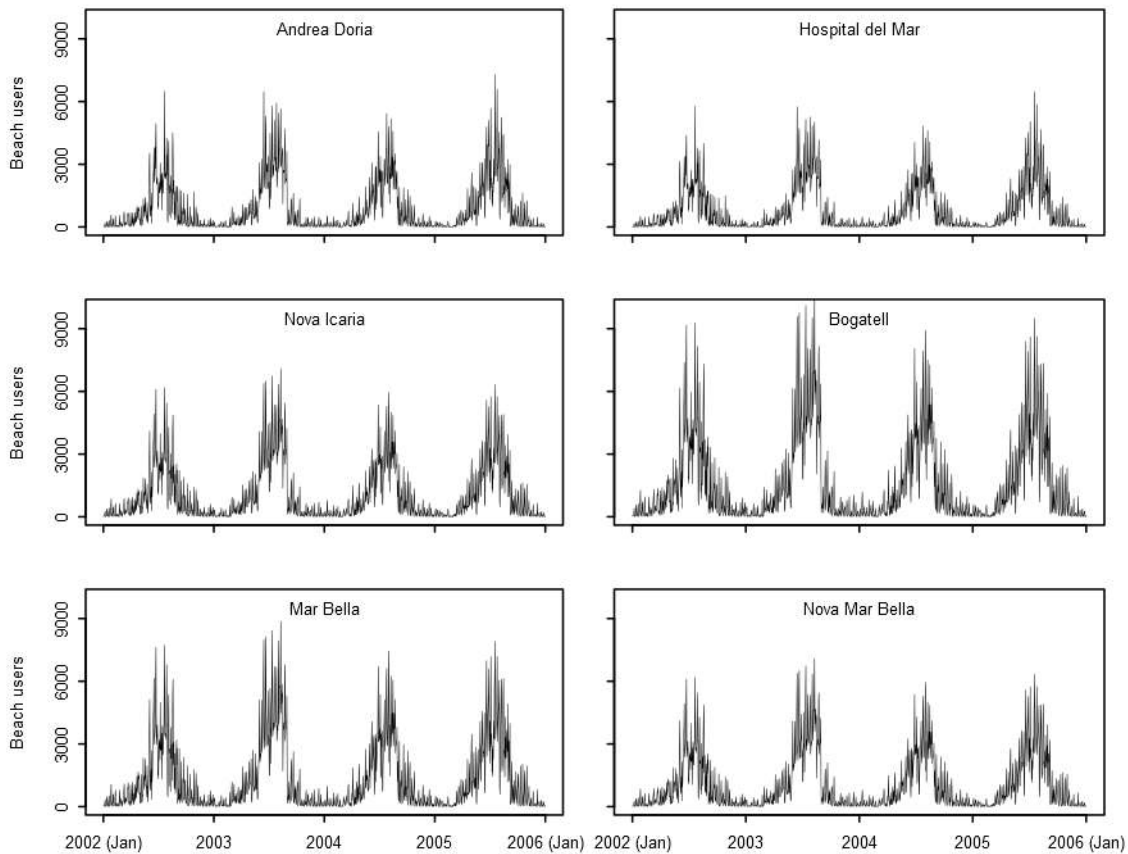 Andrea Doria
Hospital del Mar
Beach users
9000
6000
3000
0
Nova Icaria
Bogatell
Beach users
9000
6000
3000
0
Mar Bella
Nova Mar Bella
Beach users
9000
6000
3000
0
2002 (Jan) 2003 2004 2005 2006 (Jan)
2002 (Jan) 2003 2004 2005 2006 (Jan)